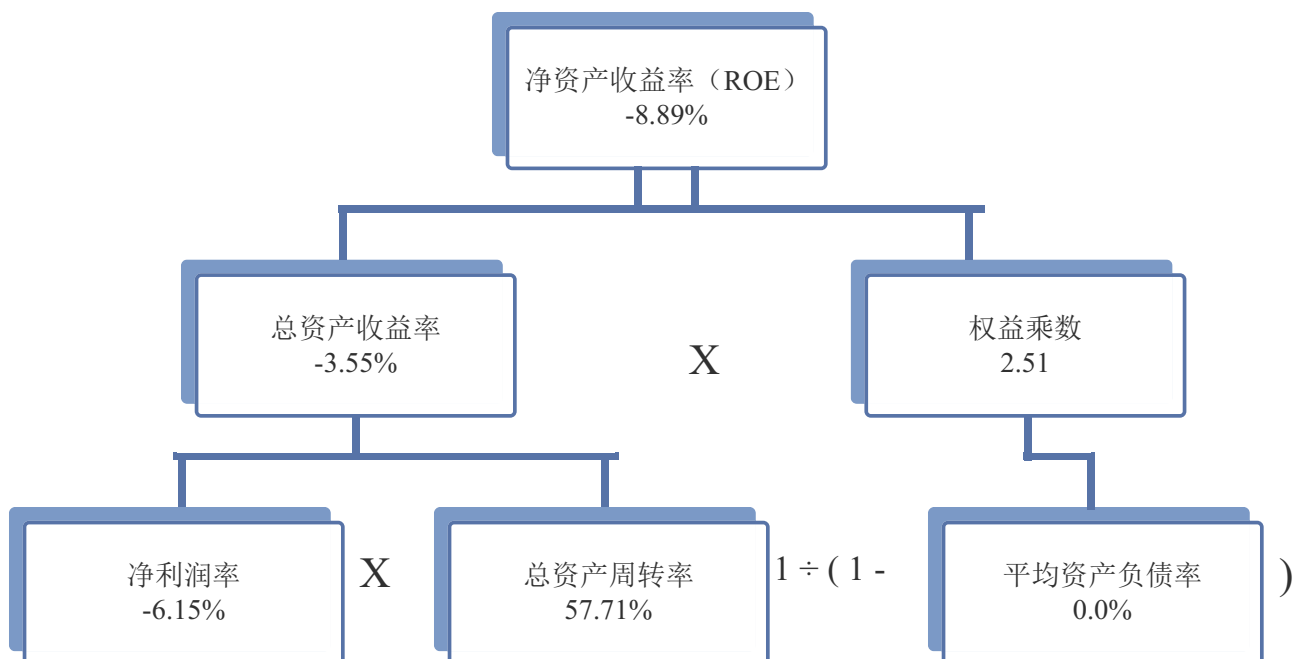 净资产收益率（ROE）
-8.89%
总资产收益率
-3.55%
X
权益乘数
2.51
净利润率
-6.15%
X
总资产周转率
57.71%
1 ÷ ( 1 -
平均资产负债率
0.0%
)